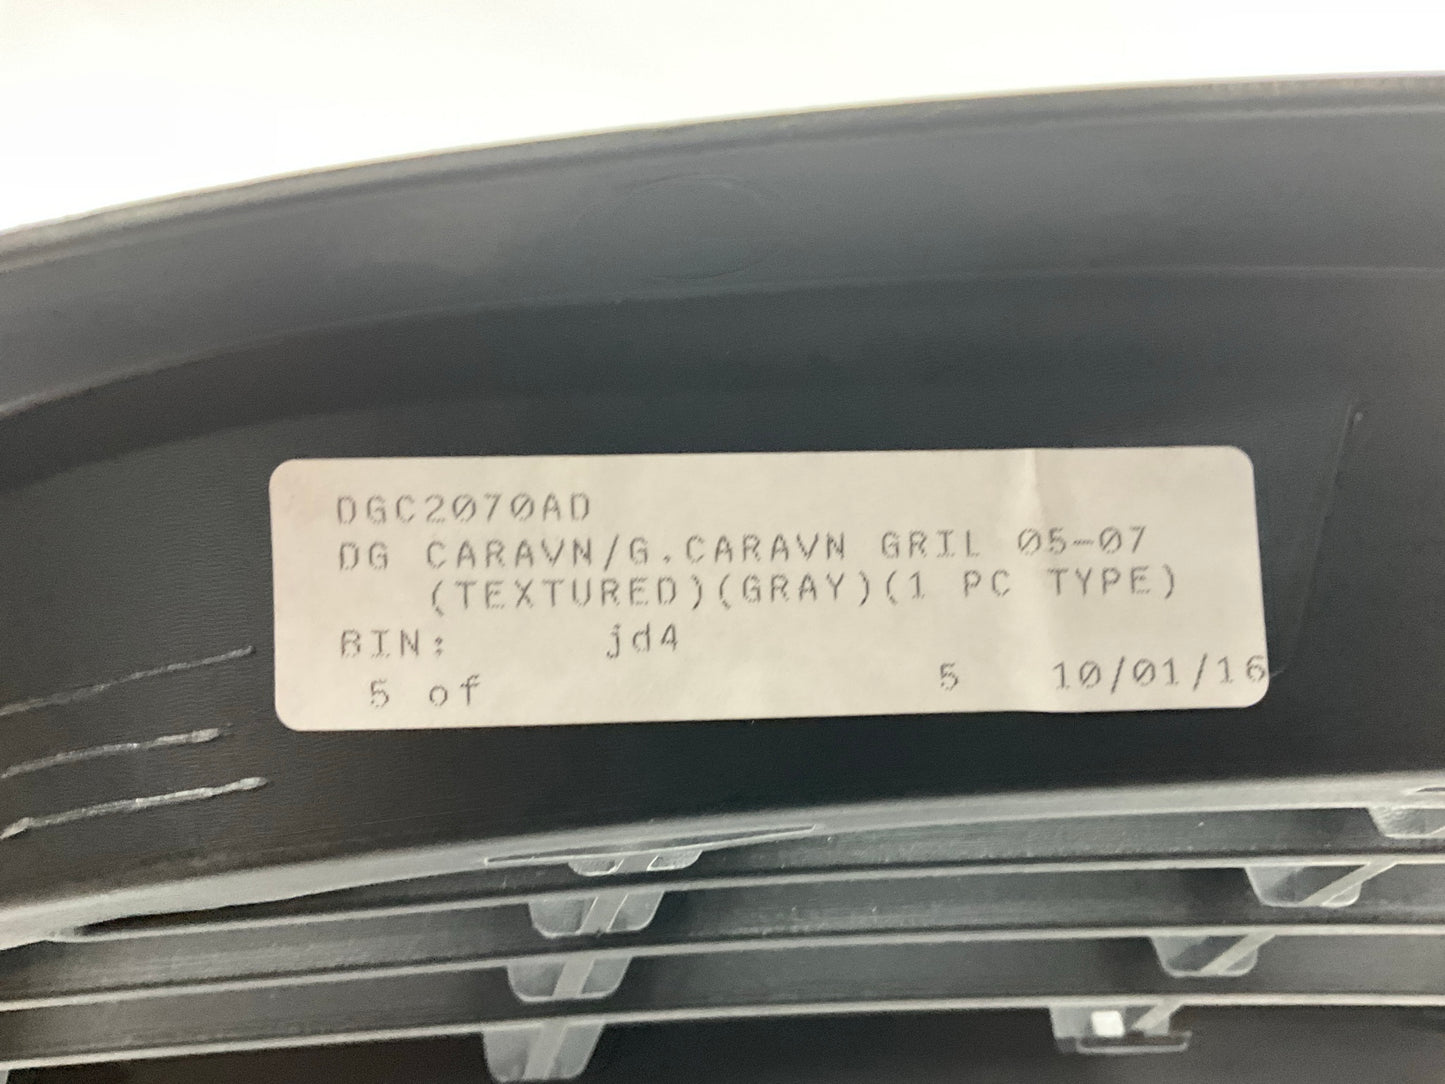 DGC2070AD
DG CARAVN/G.CARAVN GRIL 05-07
(TEXTURED)(GRAY)(1 PC TYPE)
BIN: jd4
5 of 5 10/01/16